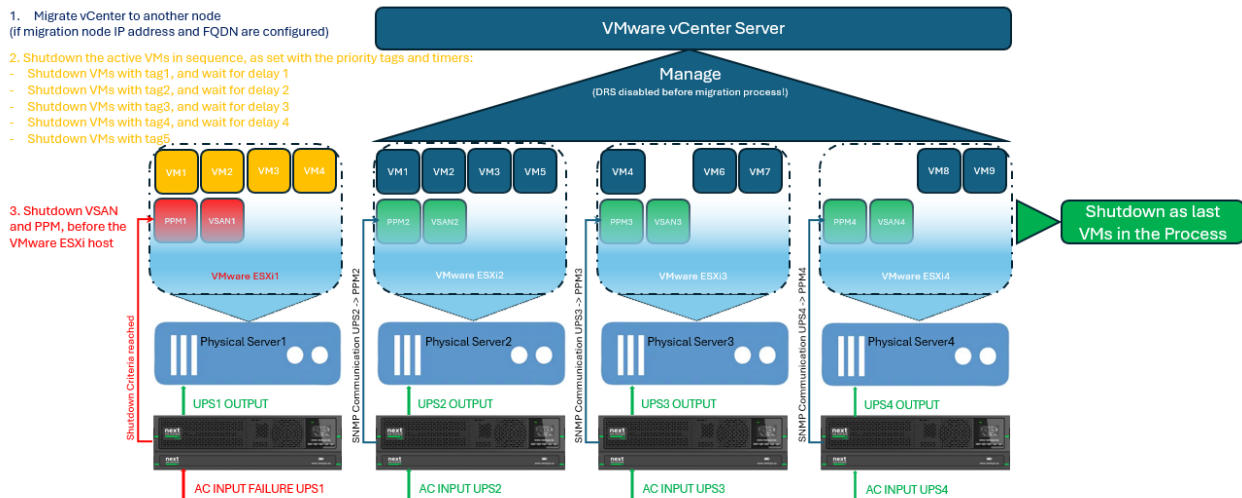 1. Migrate vCenter to another node
(if migration node IP address and FQDN are configured)
2. Shutdown the active VMs in sequence, as set with the priority tags and timers:
- Shutdown VMs with tag1, and wait for delay 1
- Shutdown VMs with tag2, and wait for delay 2
- Shutdown VMs with tag3, and wait for delay 3
- Shutdown VMs with tag4, and wait for delay 4
- Shutdown VMs with tag5
3. Shutdown VSAN
and PPM, before the
VMware ESXi host
VMware vCenter Server
Manage
(DRS disabled before migration process!)
VM1 VM2 VM3 VM4
PPM1 VSAN1
VMware ESXi1
VM1 VM2 VM3 VM5
PPM2 VSAN2
VMware ESXi2
VM4 VM6 VM7
PPM3 VSAN3
VMware ESXi3
VM8 VM9
PPM4 VSAN4
VMware ESXi4
Shutdown as last
VMs in the Process
Shutdown Criteria reached
SNMP Communication UPS2 -> PPM2
SNMP Communication UPS3 -> PPM3
SNMP Communication UPS4 -> PPM4
Physical Server1
Physical Server2
Physical Server3
Physical Server4
UPS1 OUTPUT
UPS2 OUTPUT
UPS3 OUTPUT
UPS4 OUTPUT
next
next
next
next
AC INPUT FAILURE UPS1
AC INPUT UPS2
AC INPUT UPS3
AC INPUT UPS4